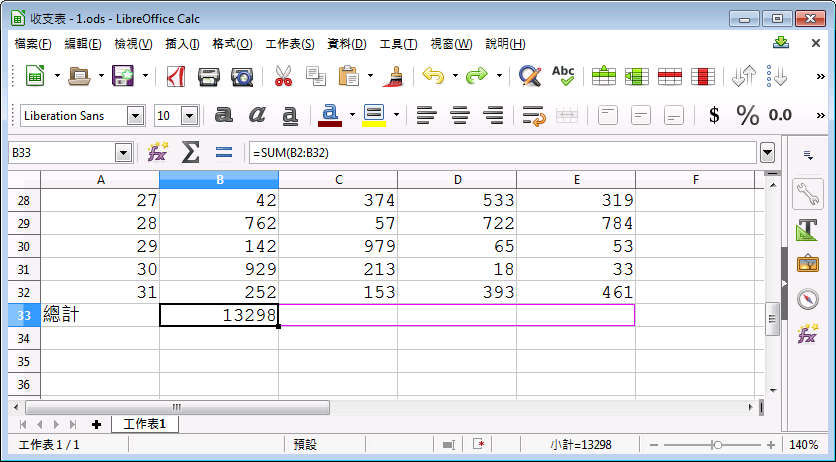 收支表 - 1.ods - LibreOffice Calc
檔案(F) 編輯(E) 檢視(V) 插入(I) 格式(O) 工作表(S) 資料(D) 工具(T) 視窗(W) 說明(H)
Abc
Liberation Sans 10 a a a a $ % 0.0
B33 fx Σ = =SUM(B2:B32)
A B C D E F
28 27 42 374 533 319
29 28 762 57 722 784
30 29 142 979 65 53
31 30 929 213 18 33
32 31 252 153 393 461
33 總計 13298
34
35
36
工作表1
工作表 1 / 1 預設 小計=13298 140%